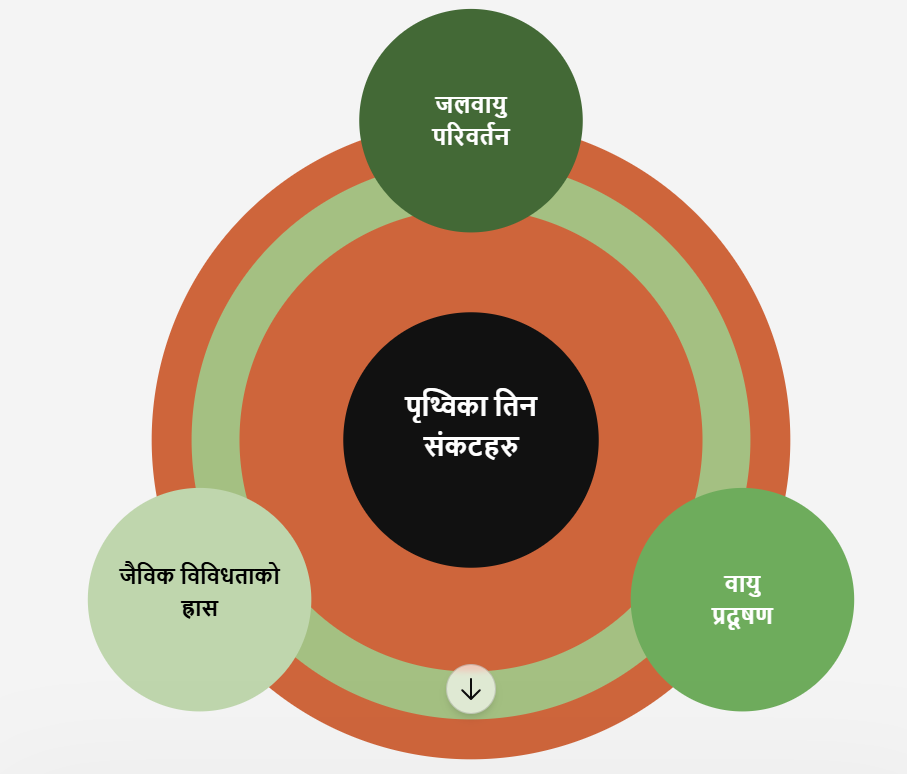 जलवायु
परिवर्तन
पृथ्विका तिन
संकटहरु
जैविक विविधताको
ह्रास
वायु
प्रदूषण